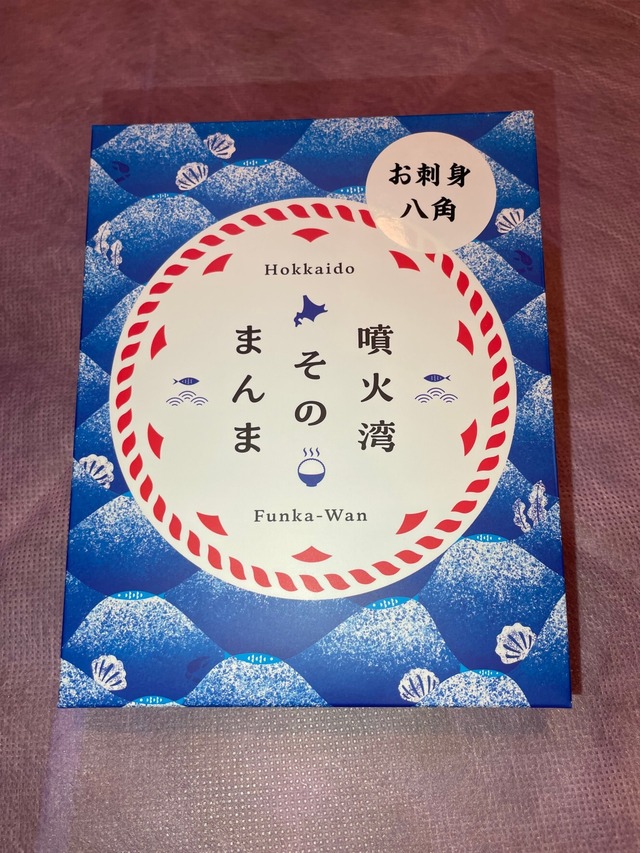 お刺身
八角
Hokkaido
噴火湾
その
まんま
Funka-Wan